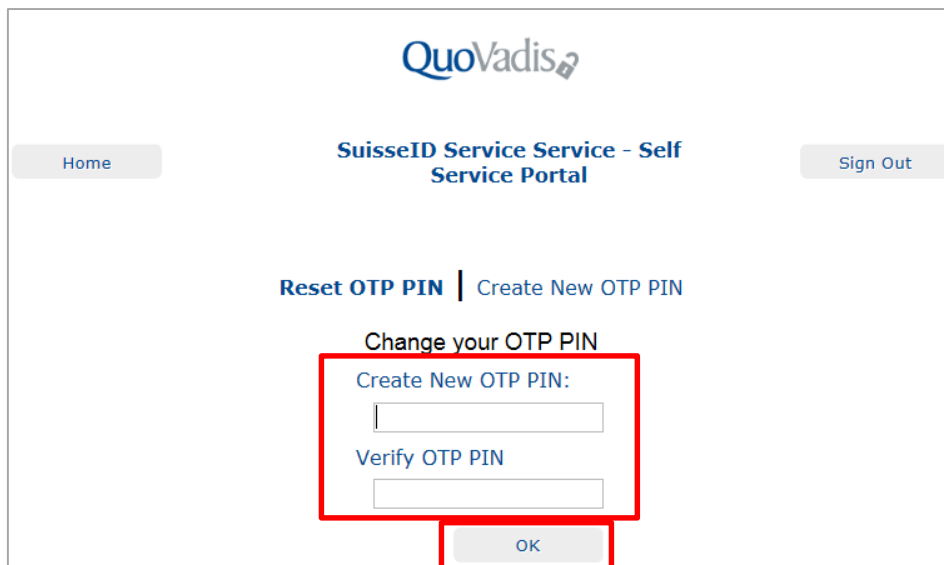 QuoVadis
Home
SuisseID Service Service - Self
Service Portal
Sign Out
Reset OTP PIN | Create New OTP PIN
Change your OTP PIN
Create New OTP PIN:
Verify OTP PIN
OK